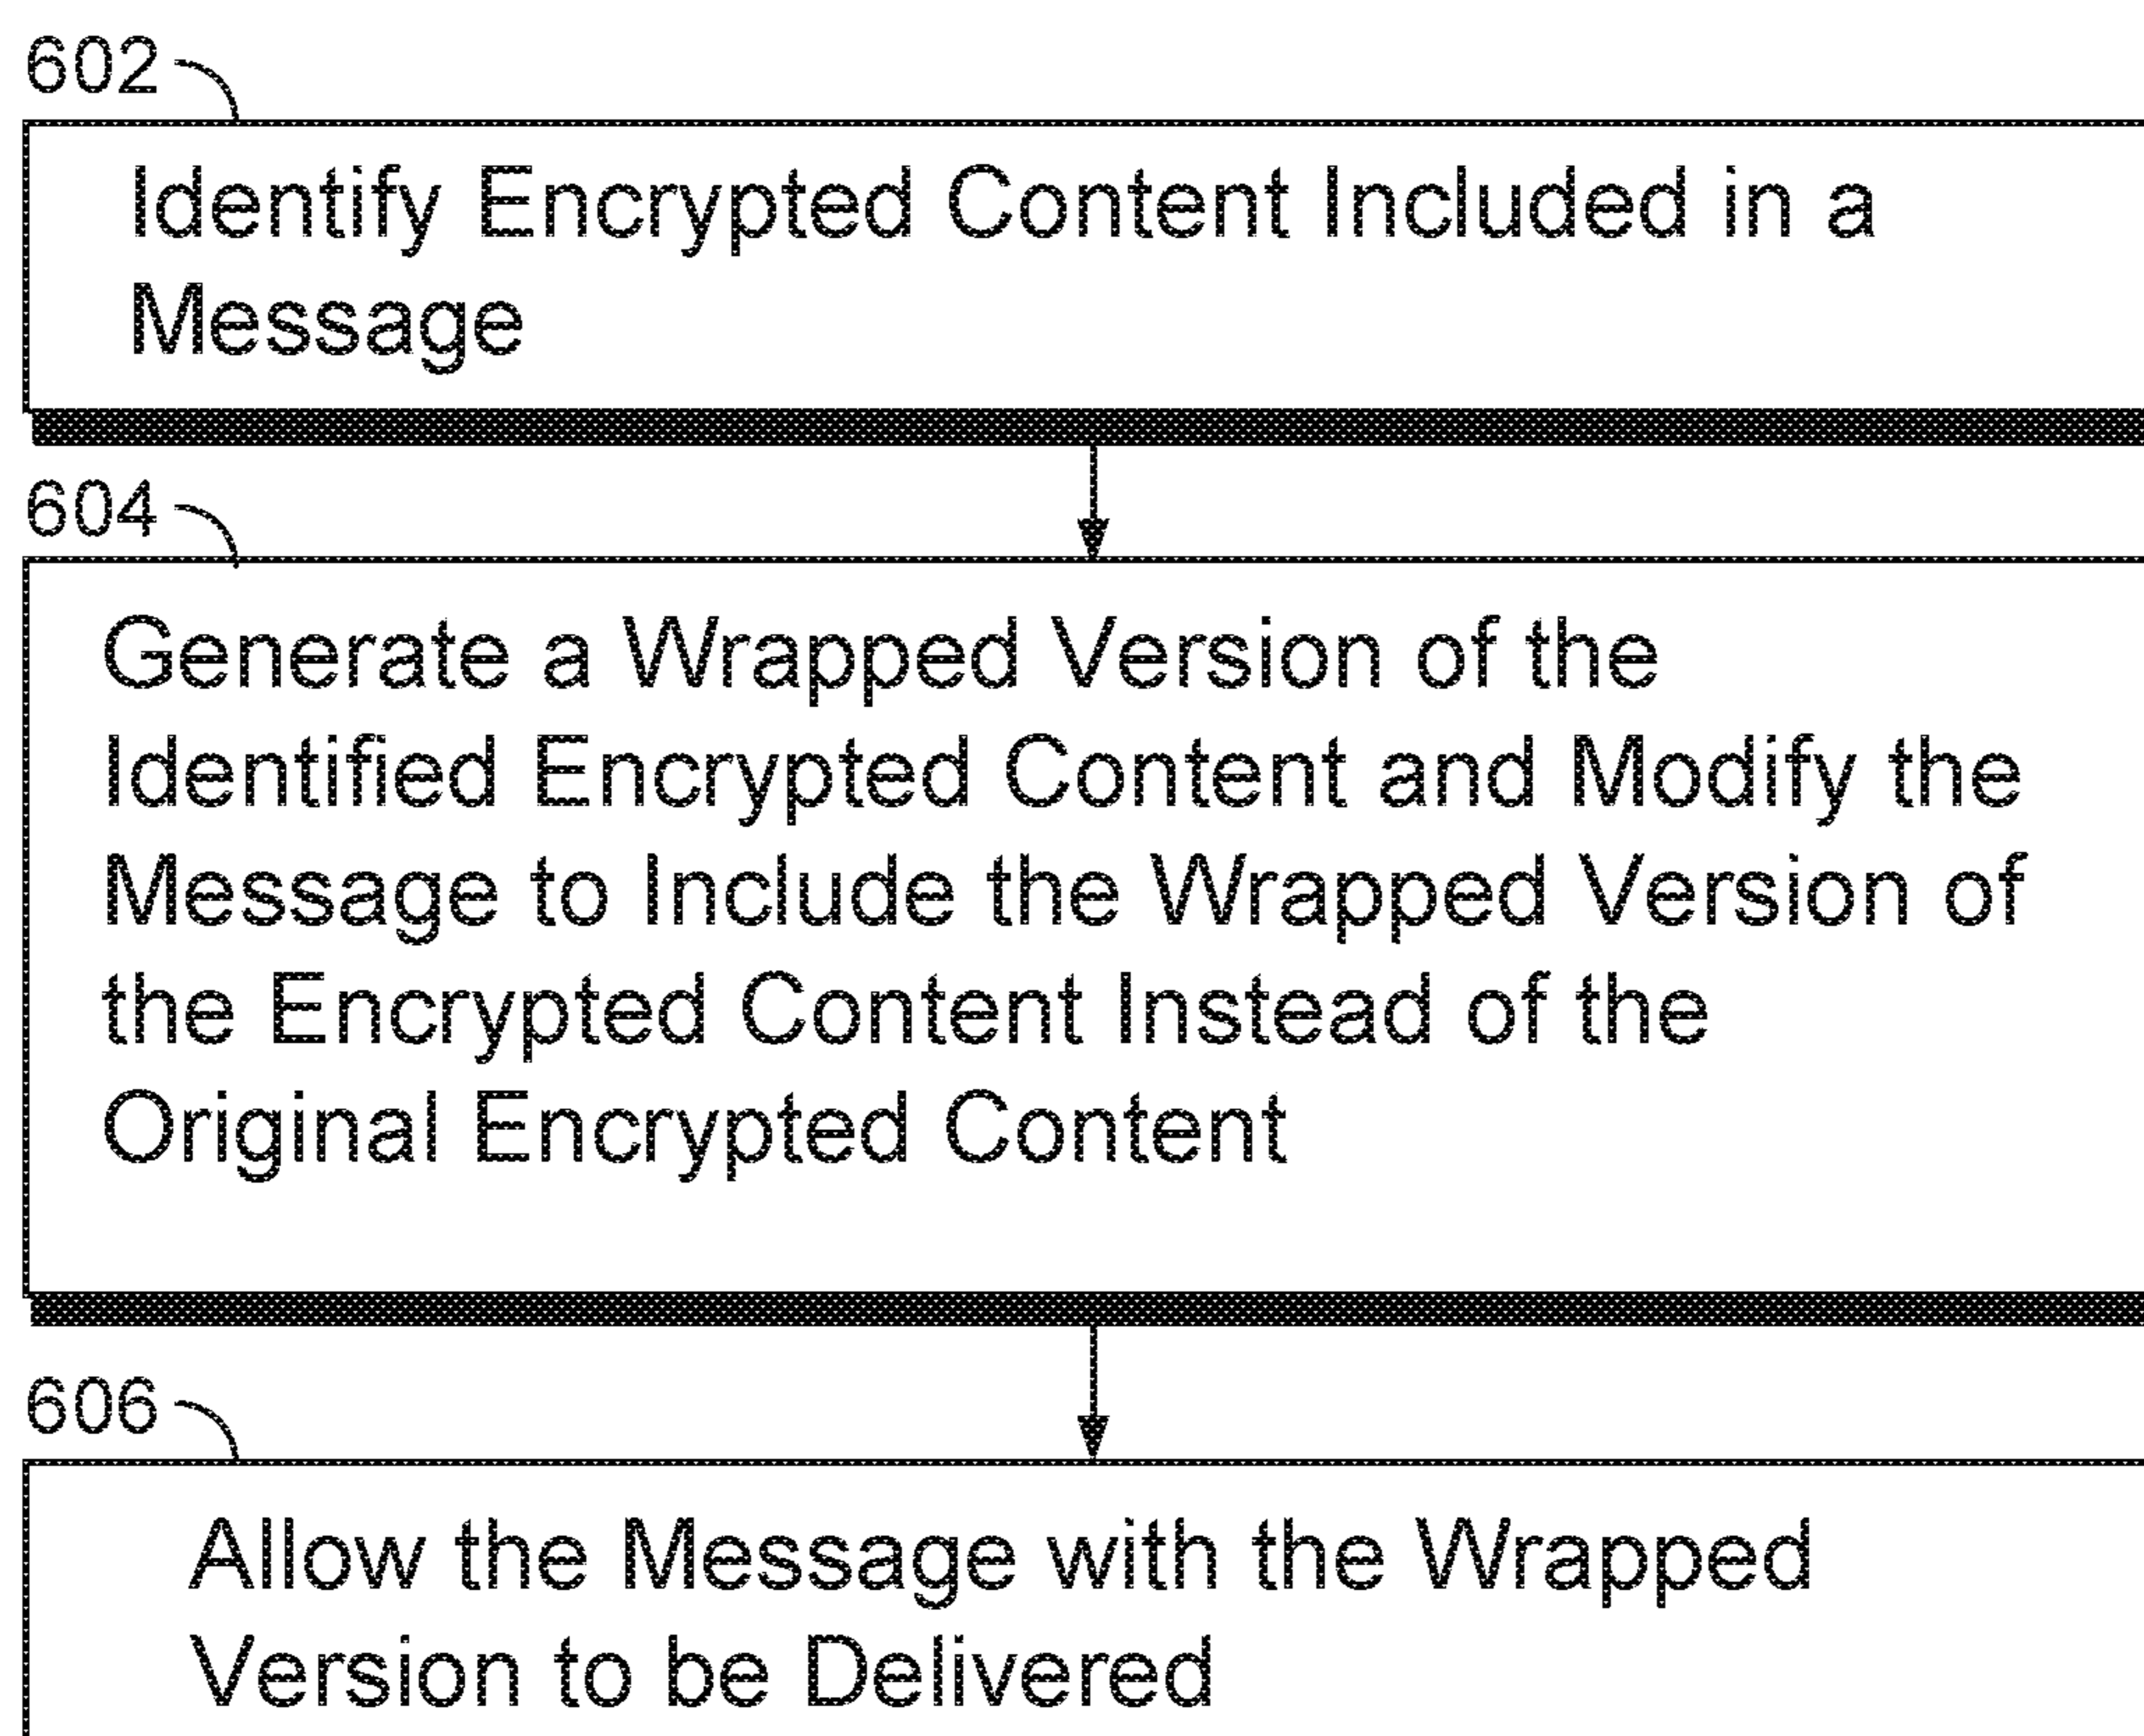 602
Identify Encrypted Content Included in a
Message
604
Generate a Wrapped Version of the
Identified Encrypted Content and Modify the
Message to Include the Wrapped Version of
the Encrypted Content Instead of the
Original Encrypted Content
606
Allow the Message with the Wrapped
Version to be Delivered